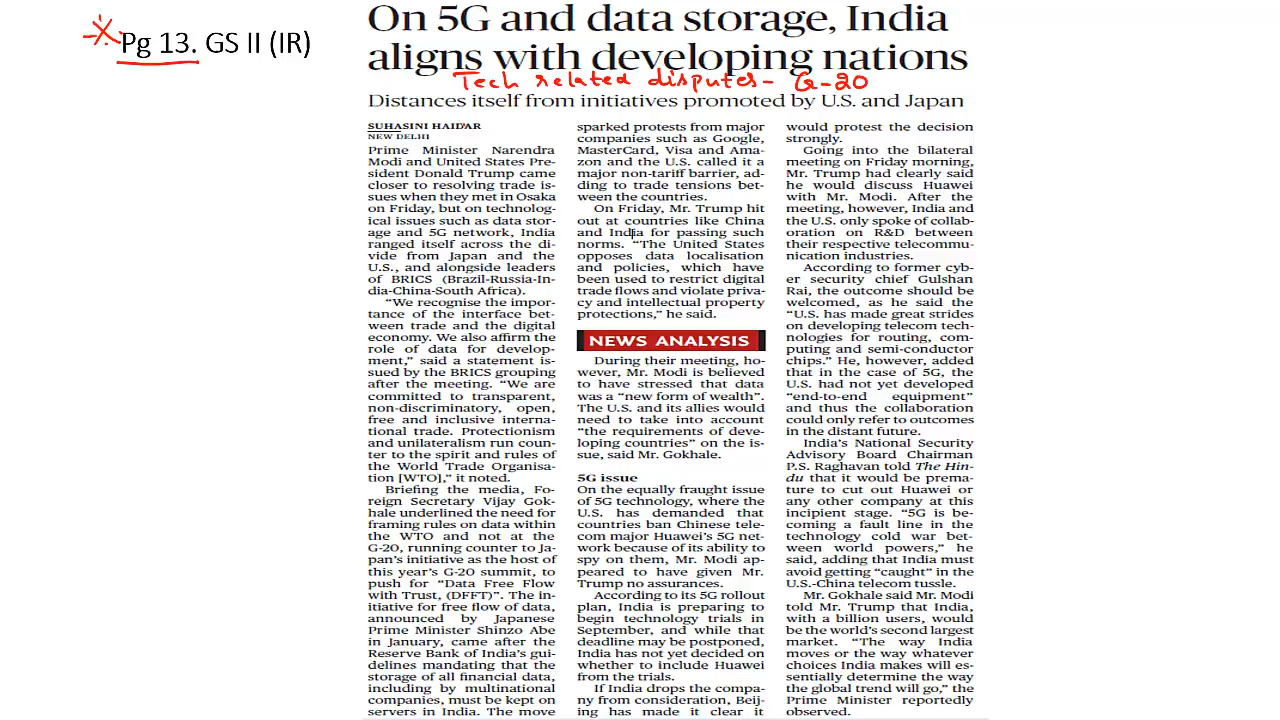 Pg 13. GS II (IR)
On 5G and data storage, India
aligns with developing nations
Tech related disputes - G-20
Distances itself from initiatives promoted by U.S. and Japan
SUHASINI HAIDAR
NEW DELHI
Prime Minister Narendra
Modi and United States Pre-
sident Donald Trump came
closer to resolving trade is-
sues when they met in Osaka
on Friday, but on technolog-
ical issues such as data stor-
age and 5G network, India
ranged itself across the di-
vide from Japan and the
U.S., and alongside leaders
of BRICS (Brazil-Russia-In-
dia-China-South Africa).
“We recognise the impor-
tance of the interface bet-
ween trade and the digital
economy. We also affirm the
role of data for develop-
ment,” said a statement is-
sued by the BRICS grouping
after the meeting. “We are
committed to transparent,
non-discriminatory, open,
free and inclusive interna-
tional trade. Protectionism
and unilateralism run coun-
ter to the spirit and rules of
the World Trade Organisa-
tion [WTO],” it noted.
Briefing the media, Fo-
reign Secretary Vijay Gok-
hale underlined the need for
framing rules on data within
the WTO and not at the
G-20, running counter to Ja-
pan’s initiative as the host of
this year’s G-20 summit, to
push for “Data Free Flow
with Trust, (DFFT)”. The in-
itiative for free flow of data,
announced by Japanese
Prime Minister Shinzo Abe
in January, came after the
Reserve Bank of India’s gui-
delines mandating that the
storage of all financial data,
including by multinational
companies, must be kept on
servers in India. The move
sparked protests from major
companies such as Google,
MasterCard, Visa and Ama-
zon and the U.S. called it a
major non-tariff barrier, ad-
ding to trade tensions bet-
ween the countries.
On Friday, Mr. Trump hit
out at countries like China
and India for passing such
norms. “The United States
opposes data localisation
and policies, which have
been used to restrict digital
trade flows and violate priva-
cy and intellectual property
protections,” he said.
NEWS ANALYSIS
During their meeting, ho-
wever, Mr. Modi is believed
to have stressed that data
was a “new form of wealth”.
The U.S. and its allies would
need to take into account
“the requirements of deve-
loping countries” on the is-
sue, said Mr. Gokhale.
5G issue
On the equally fraught issue
of 5G technology, where the
U.S. has demanded that
countries ban Chinese tele-
com major Huawei’s 5G net-
work because of its ability to
spy on them, Mr. Modi ap-
peared to have given Mr.
Trump no assurances.
According to its 5G rollout
plan, India is preparing to
begin technology trials in
September, and while that
deadline may be postponed,
India has not yet decided on
whether to include Huawei
from the trials.
If India drops the compa-
ny from consideration, Beij-
ing has made it clear it
would protest the decision
strongly.
Going into the bilateral
meeting on Friday morning,
Mr. Trump had clearly said
he would discuss Huawei
with Mr. Modi. After the
meeting, however, India and
the U.S. only spoke of collab-
oration on R&D between
their respective telecommu-
nication industries.
According to former cyb-
er security chief Gulshan
Rai, the outcome should be
welcomed, as he said the
“U.S. has made great strides
on developing telecom tech-
nologies for routing, com-
puting and semi-conductor
chips.” He, however, added
that in the case of 5G, the
U.S. had not yet developed
“end-to-end equipment”
and thus the collaboration
could only refer to outcomes
in the distant future.
India’s National Security
Advisory Board Chairman
P.S. Raghavan told The Hin-
du that it would be prema-
ture to cut out Huawei or
any other company at this
incipient stage. “5G is be-
coming a fault line in the
technology cold war bet-
ween world powers,” he
said, adding that India must
avoid getting “caught” in the
U.S.-China telecom tussle.
Mr. Gokhale said Mr. Modi
told Mr. Trump that India,
with a billion users, would
be the world’s second largest
market. “The way India
moves or the way whatever
choices India makes will es-
sentially determine the way
the global trend will go,” the
Prime Minister reportedly
observed.